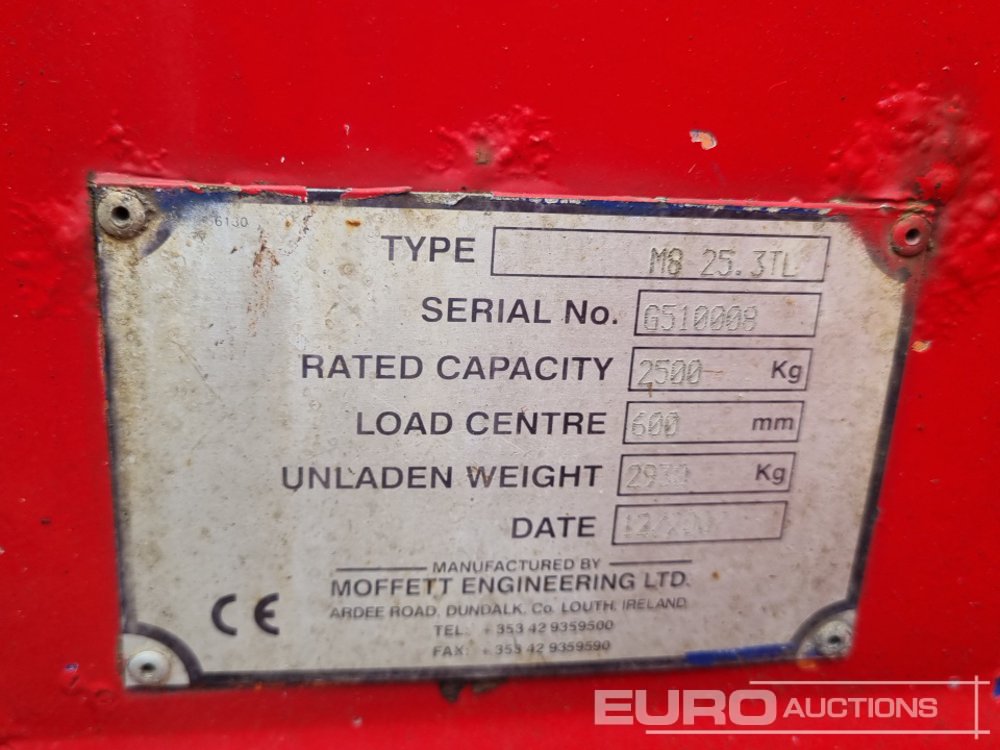 6130
TYPE M8 25.3TL
SERIAL No. G510008
RATED CAPACITY 2500 Kg
LOAD CENTRE 600 mm
UNLADEN WEIGHT 2930 Kg
DATE
MANUFACTURED BY
MOFFETT ENGINEERING LTD.
ARDEE ROAD, DUNDALK, Co. LOUTH, IRELAND
TEL: +353 42 9359500
FAX: +353 42 9359590
CE
EURO AUCTIONS